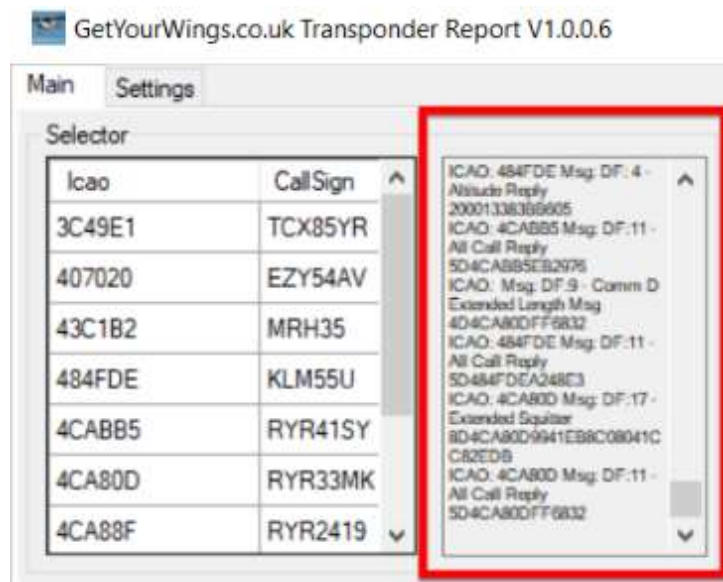 GetYourWings.co.uk Transponder Report V1.0.0.6
Main Settings
Selector
Icao CallSign
3C49E1 TCX85YR
407020 EZY54AV
43C1B2 MRH35
484FDE KLM55U
4CABB5 RYR41SY
4CA80D RYR33MK
4CA88F RYR2419
ICAO: 484FDE Msg: DF: 4 -
Altitude Reply
200013383BB605
ICAO: 4CABB5 Msg: DF:11 -
All Call Reply
5D4CABB5EB2976
ICAO: Msg: DF:9 - Comm D
Extended Length Msg
4D4CA80DFF6832
ICAO: 484FDE Msg: DF:11 -
All Call Reply
5D484FDEA248E3
ICAO: 4CA80D Msg: DF:17 -
Extended Squitter
8D4CA80D9941EB8C08041C
C82EDB
ICAO: 4CA80D Msg: DF:11 -
All Call Reply
5D4CA80DFF6832